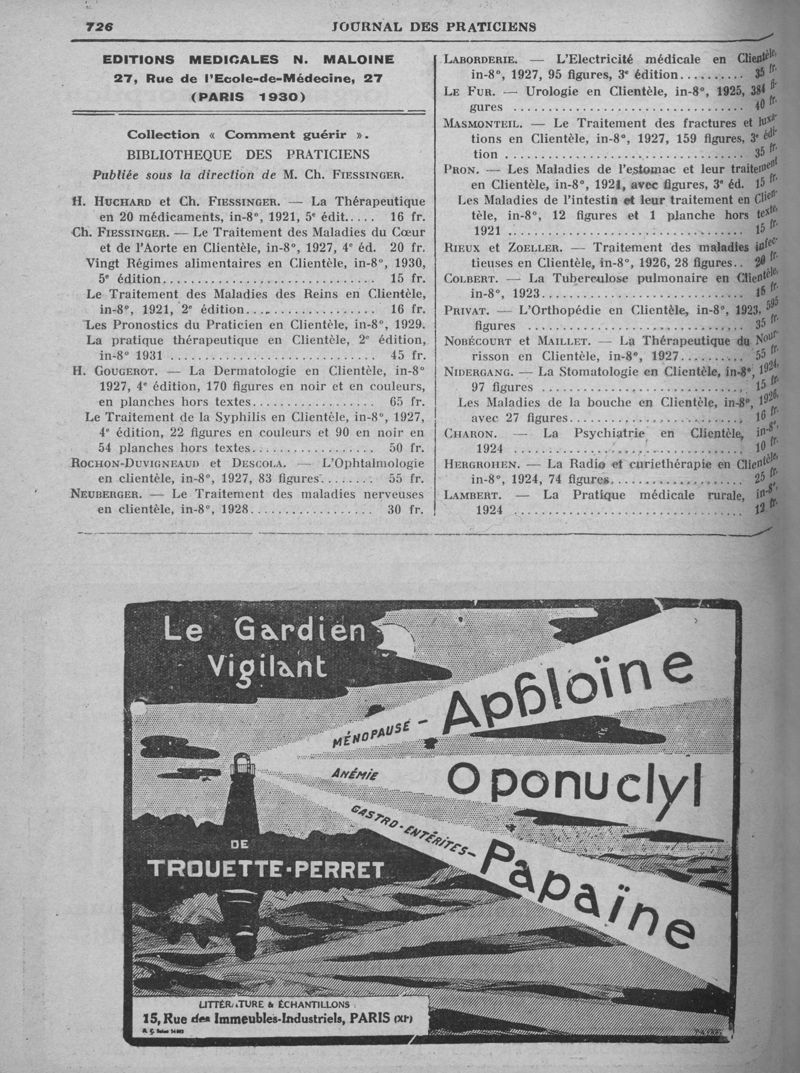 726 JOURNAL DES PRATICIENS
EDITIONS MEDICALES N. MALOINE
27, Rue de l'Ecole-de-Médecine, 27
(PARIS 1930)
Collection « Comment guérir ».
BIBLIOTHEQUE DES PRATICIENS
Publiée sous la direction de M. Ch. FIESSINGER.
H. HUCHARD et Ch. FIESSINGER. — La Thérapeutique
en 20 médicaments, in-8°, 1921, 5e édit..... 16 fr.
Ch. FIESSINGER. — Le Traitement des Maladies du Cœur
et de l'Aorte en Clientèle, in-8°, 1927, 4e éd. 20 fr.
Vingt Régimes alimentaires en Clientèle, in-8°, 1930,
5e édition........................... 15 fr.
Le Traitement des Maladies des Reins en Clientèle,
in-8°, 1921, 2e édition.................. 16 fr.
Les Pronostics du Praticien en Clientèle, in-8°, 1929.
La pratique thérapeutique en Clientèle, 2e édition,
in-8° 1931 ........................... 45 fr.
H. GOUGEROT. — La Dermatologie en Clientèle, in-8°
1927, 4e édition, 170 figures en noir et en couleurs,
en planches hors textes.................. 65 fr.
Le Traitement de la Syphilis en Clientèle, in-8°, 1927,
4e édition, 22 figures en couleurs et 90 en noir en
54 planches hors textes.................. 50 fr.
ROCHON-DUVIGNEAUD et DESCOLA. — L'Ophtalmologie
en clientèle, in-8°, 1927, 83 figures........ 55 fr.
NEUBERGER. — Le Traitement des maladies nerveuses
en clientèle, in-8°, 1928.................. 30 fr.
LABORDERIE. — L'Electricité médicale en Clientèle,
in-8°, 1927, 95 figures, 3e édition.......... 35 fr.
LE FUR. — Urologie en Clientèle, in-8°, 1925, 384 fi-
gures .................................. 40 fr.
MASMONTEIL. — Le Traitement des fractures et luxa-
tions en Clientèle, in-8°, 1927, 159 figures, 3e édi-
tion .................................. 35 fr.
PRON. — Les Maladies de l'estomac et leur traitement
en Clientèle, in-8°, 1921, avec figures, 3e éd. 15 fr.
Les Maladies de l'intestin et leur traitement en Clien-
tèle, in-8°, 12 figures et 1 planche hors texte,
1921 .................................. 15 fr.
RIEUX et ZOELLER. — Traitement des maladies infec-
tieuses en Clientèle, in-8°, 1926, 28 figures.. 20 fr.
COLBERT. — La Tuberculose pulmonaire en Clientèle,
in-8°, 1923.............................. fr.
PRIVAT. — L'Orthopédie en Clientèle, in-8°, 1923, 595
figures ................................ 35 fr.
NOBÉCOURT et MAILLET. — La Thérapeutique du Nour-
risson en Clientèle, in-8°, 1927.......... 55 fr.
NIDERGANG. — La Stomatologie en Clientèle, in-8°, 1924,
97 figures .............................. 15 fr.
Les Maladies de la bouche en Clientèle, in-8°, 1926,
avec 27 figures.......................... 16 fr.
CHARON. — La Psychiatrie en Clientèle, in-8°,
1924 .................................. 10 fr.
HERGROHEN. — La Radio et curiethérapie en Clientèle,
in-8°, 1924, 74 figures.................... 25 fr.
LAMBERT. — La Pratique médicale rurale, in-8°,
1924 .................................. 12 fr.
Le Gardien
Vigilant
MÉNOPAUSE - Aphloïne
ANÉMIE Oponuclyl
GASTRO-ENTÉRITES- Papaïne
DE
TROUETTE-PERRET
LITTÉRATURE & ÉCHANTILLONS
15, Rue des Immeubles-Industriels, PARIS (XIe)